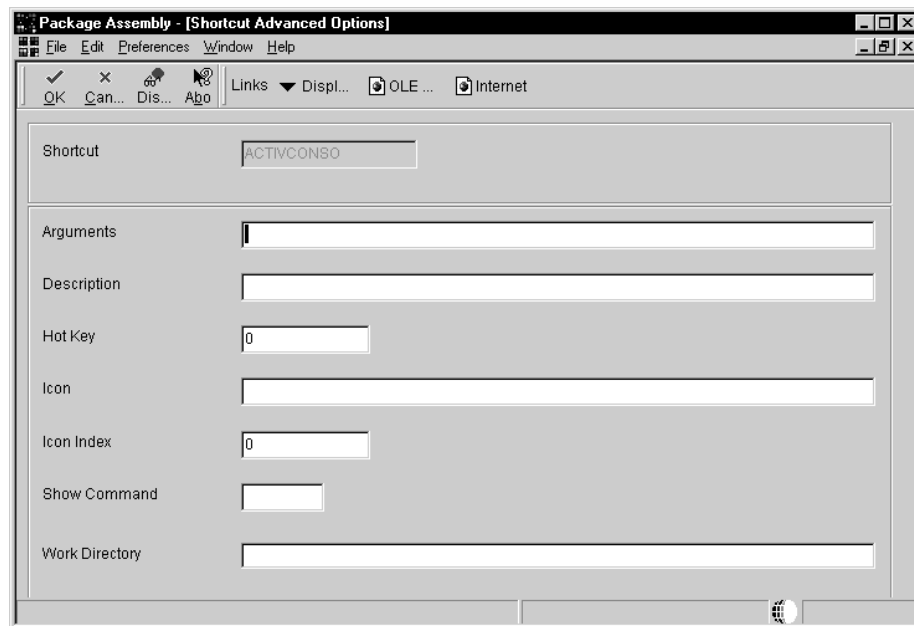 Package Assembly - [Shortcut Advanced Options]
File Edit Preferences Window Help
OK Can... Dis... Abo Links Displ... OLE ... Internet
Shortcut ACTIVCONSO
Arguments
Description
Hot Key 0
Icon
Icon Index 0
Show Command
Work Directory